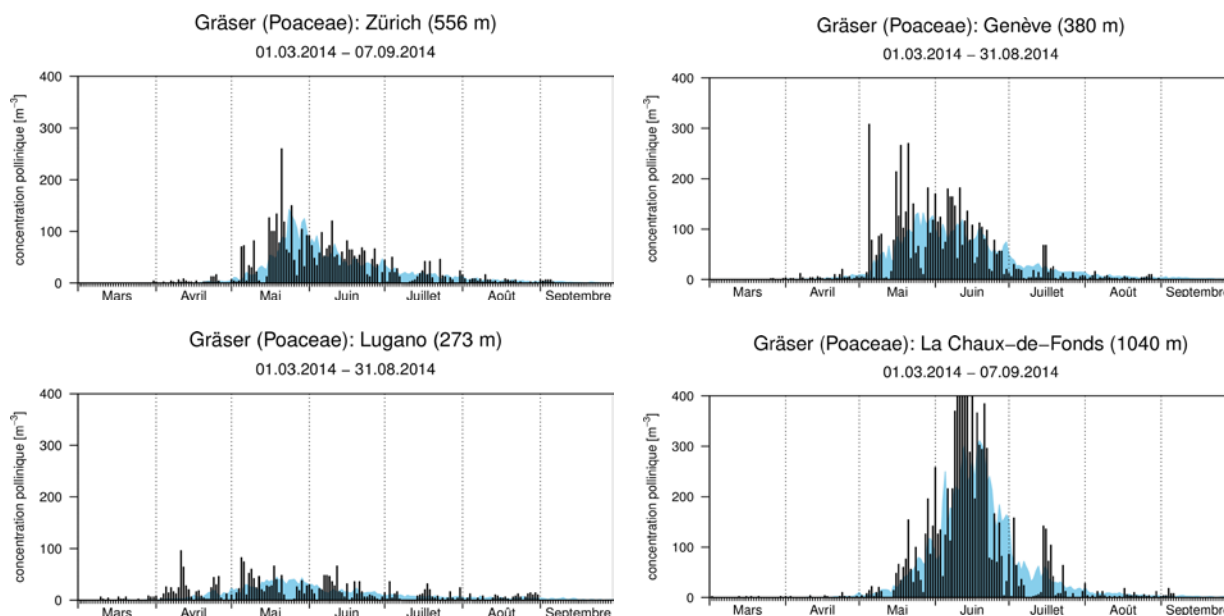 Gräser (Poaceae): Zürich (556 m)
01.03.2014 – 07.09.2014
concentration pollinique [m⁻³]
400
300
200
100
0
Mars Avril Mai Juin Juillet Août Septembre
Gräser (Poaceae): Genève (380 m)
01.03.2014 – 31.08.2014
concentration pollinique [m⁻³]
400
300
200
100
0
Mars Avril Mai Juin Juillet Août Septembre
Gräser (Poaceae): Lugano (273 m)
01.03.2014 – 31.08.2014
concentration pollinique [m⁻³]
400
300
200
100
0
Mars Avril Mai Juin Juillet Août Septembre
Gräser (Poaceae): La Chaux–de–Fonds (1040 m)
01.03.2014 – 07.09.2014
concentration pollinique [m⁻³]
400
300
200
100
0
Mars Avril Mai Juin Juillet Août Septembre